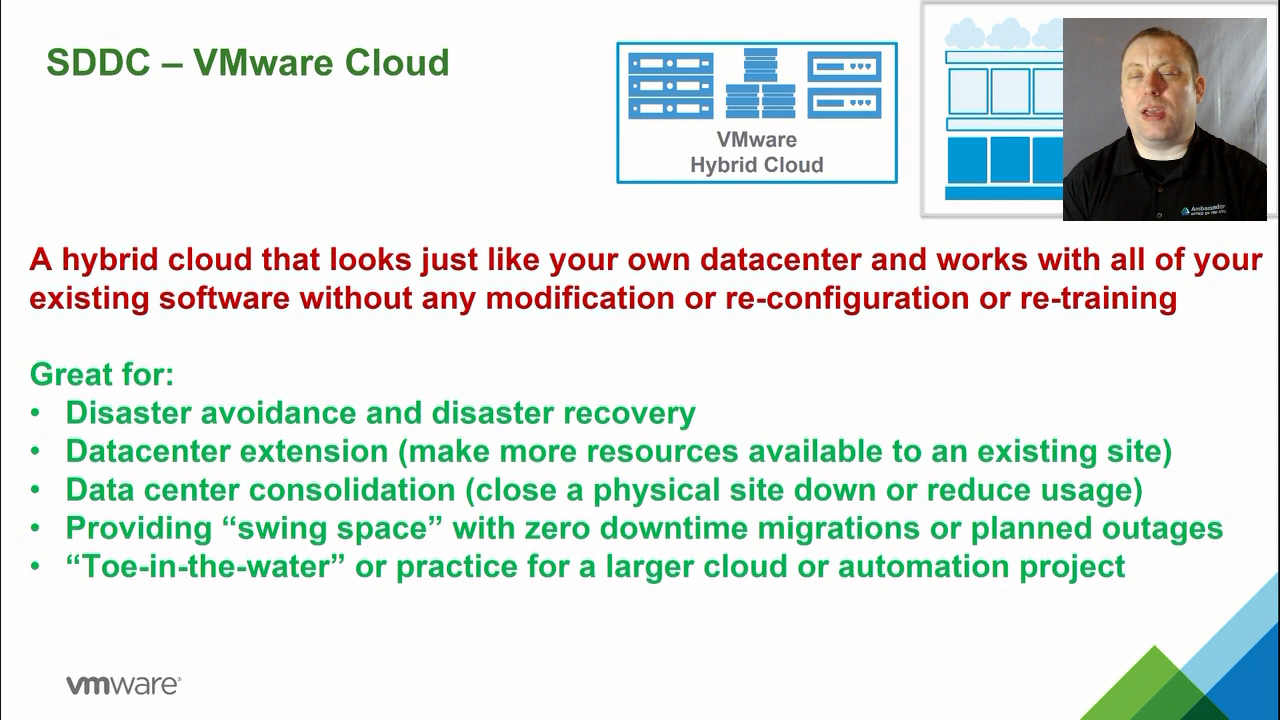 SDDC – VMware Cloud
VMware
Hybrid Cloud
Ambassador
OFFICE OF THE CTO
A hybrid cloud that looks just like your own datacenter and works with all of your
existing software without any modification or re-configuration or re-training
Great for:
• Disaster avoidance and disaster recovery
• Datacenter extension (make more resources available to an existing site)
• Data center consolidation (close a physical site down or reduce usage)
• Providing “swing space” with zero downtime migrations or planned outages
• “Toe-in-the-water” or practice for a larger cloud or automation project
vmware®